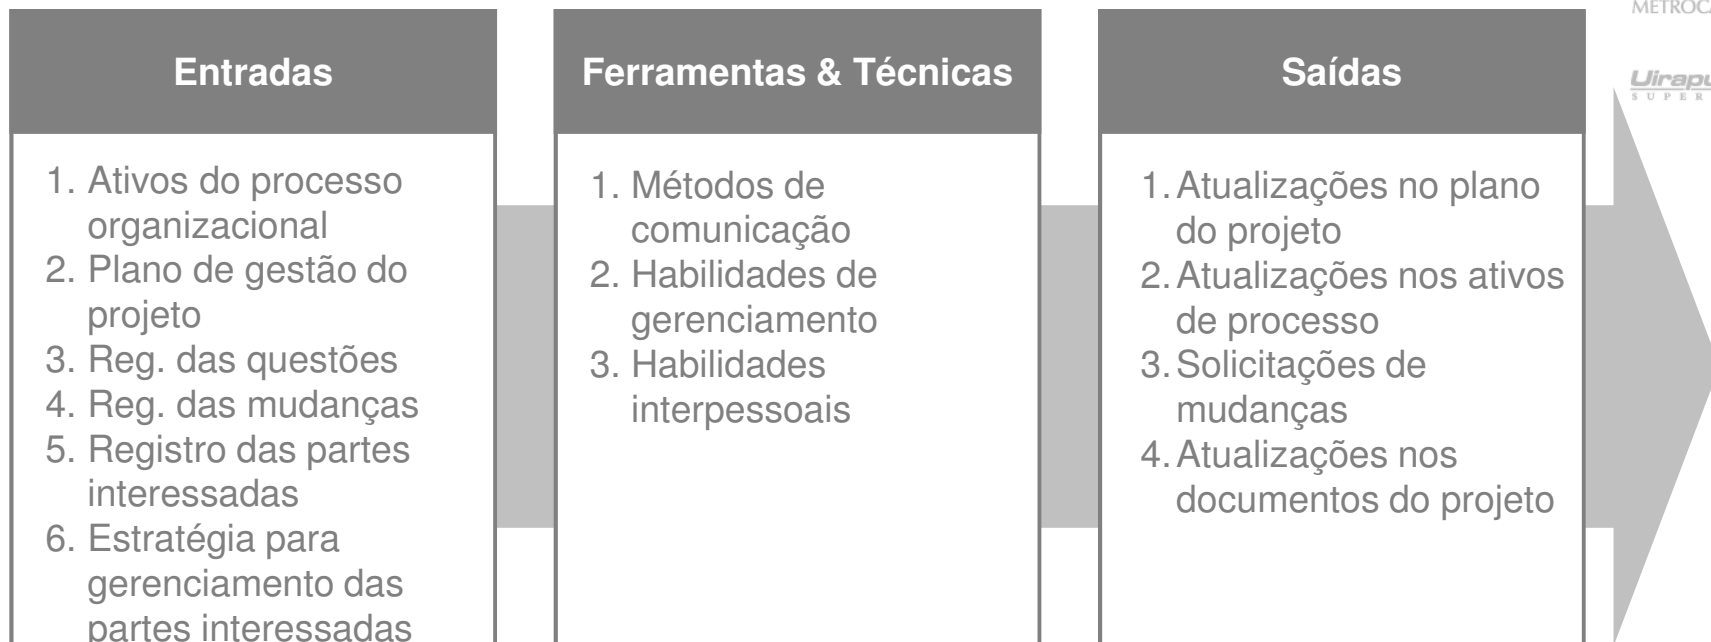 Entradas
1. Ativos do processo
organizacional
2. Plano de gestão do
projeto
3. Reg. das questões
4. Reg. das mudanças
5. Registro das partes
interessadas
6. Estratégia para
gerenciamento das
partes interessadas
Ferramentas & Técnicas
1. Métodos de
comunicação
2. Habilidades de
gerenciamento
3. Habilidades
interpessoais
Saídas
1. Atualizações no plano
do projeto
2. Atualizações nos ativos
de processo
3. Solicitações de
mudanças
4. Atualizações nos
documentos do projeto